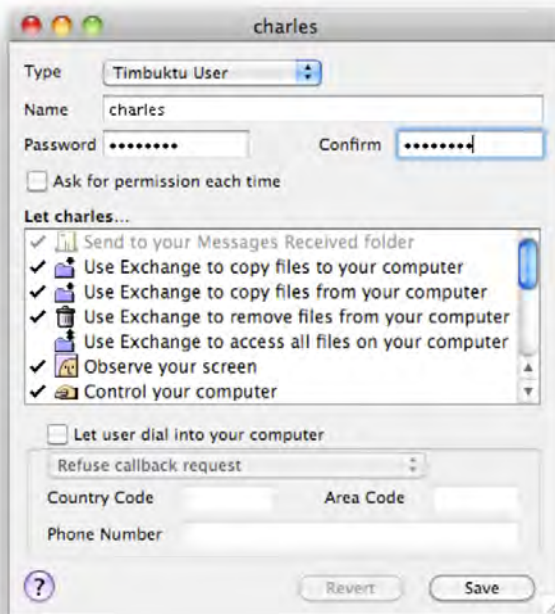 charles
Type Timbuktu User
Name charles
Password •••••••• Confirm ••••••••
Ask for permission each time
Let charles...
Send to your Messages Received folder
Use Exchange to copy files to your computer
Use Exchange to copy files from your computer
Use Exchange to remove files from your computer
Use Exchange to access all files on your computer
Observe your screen
Control your computer
Let user dial into your computer
Refuse callback request
Country Code Area Code
Phone Number
? Revert Save